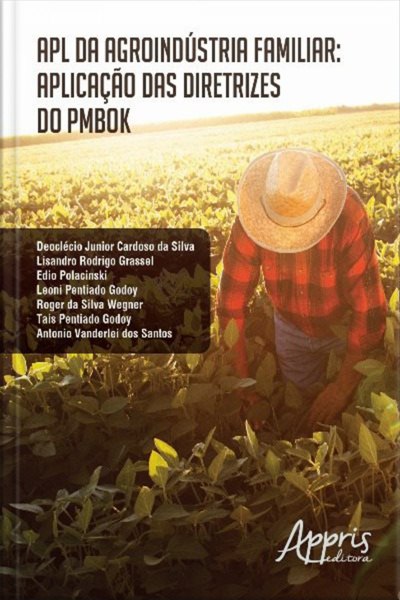 APL DA AGROINDÚSTRIA FAMILIAR:
APLICAÇÃO DAS DIRETRIZES
DO PMBOK
Deoclécio Junior Cardoso da Silva
Lisandro Rodrigo Grassel
Edio Polacinski
Leoni Pentiado Godoy
Roger da Silva Wegner
Tais Pentiado Godoy
Antonio Vanderlei dos Santos
Appris
editora